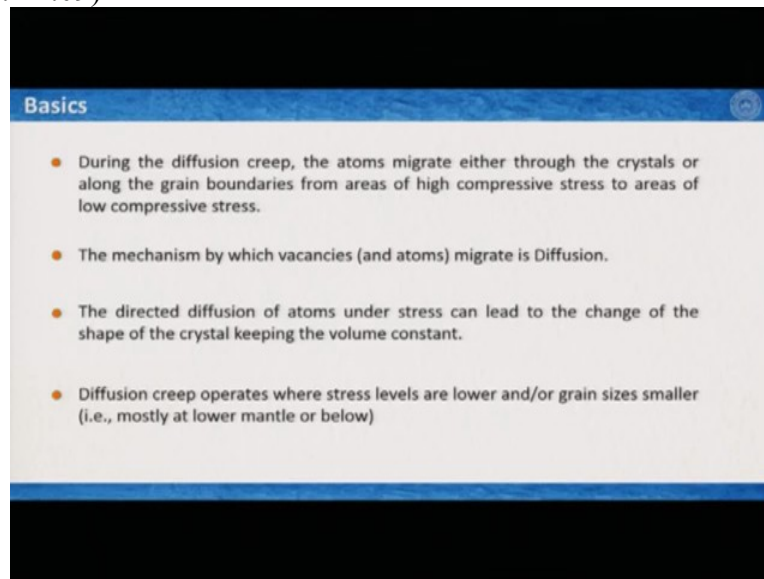 Basics
During the diffusion creep, the atoms migrate either through the crystals or
along the grain boundaries from areas of high compressive stress to areas of
low compressive stress.
The mechanism by which vacancies (and atoms) migrate is Diffusion.
The directed diffusion of atoms under stress can lead to the change of the
shape of the crystal keeping the volume constant.
Diffusion creep operates where stress levels are lower and/or grain sizes smaller
(i.e., mostly at lower mantle or below)